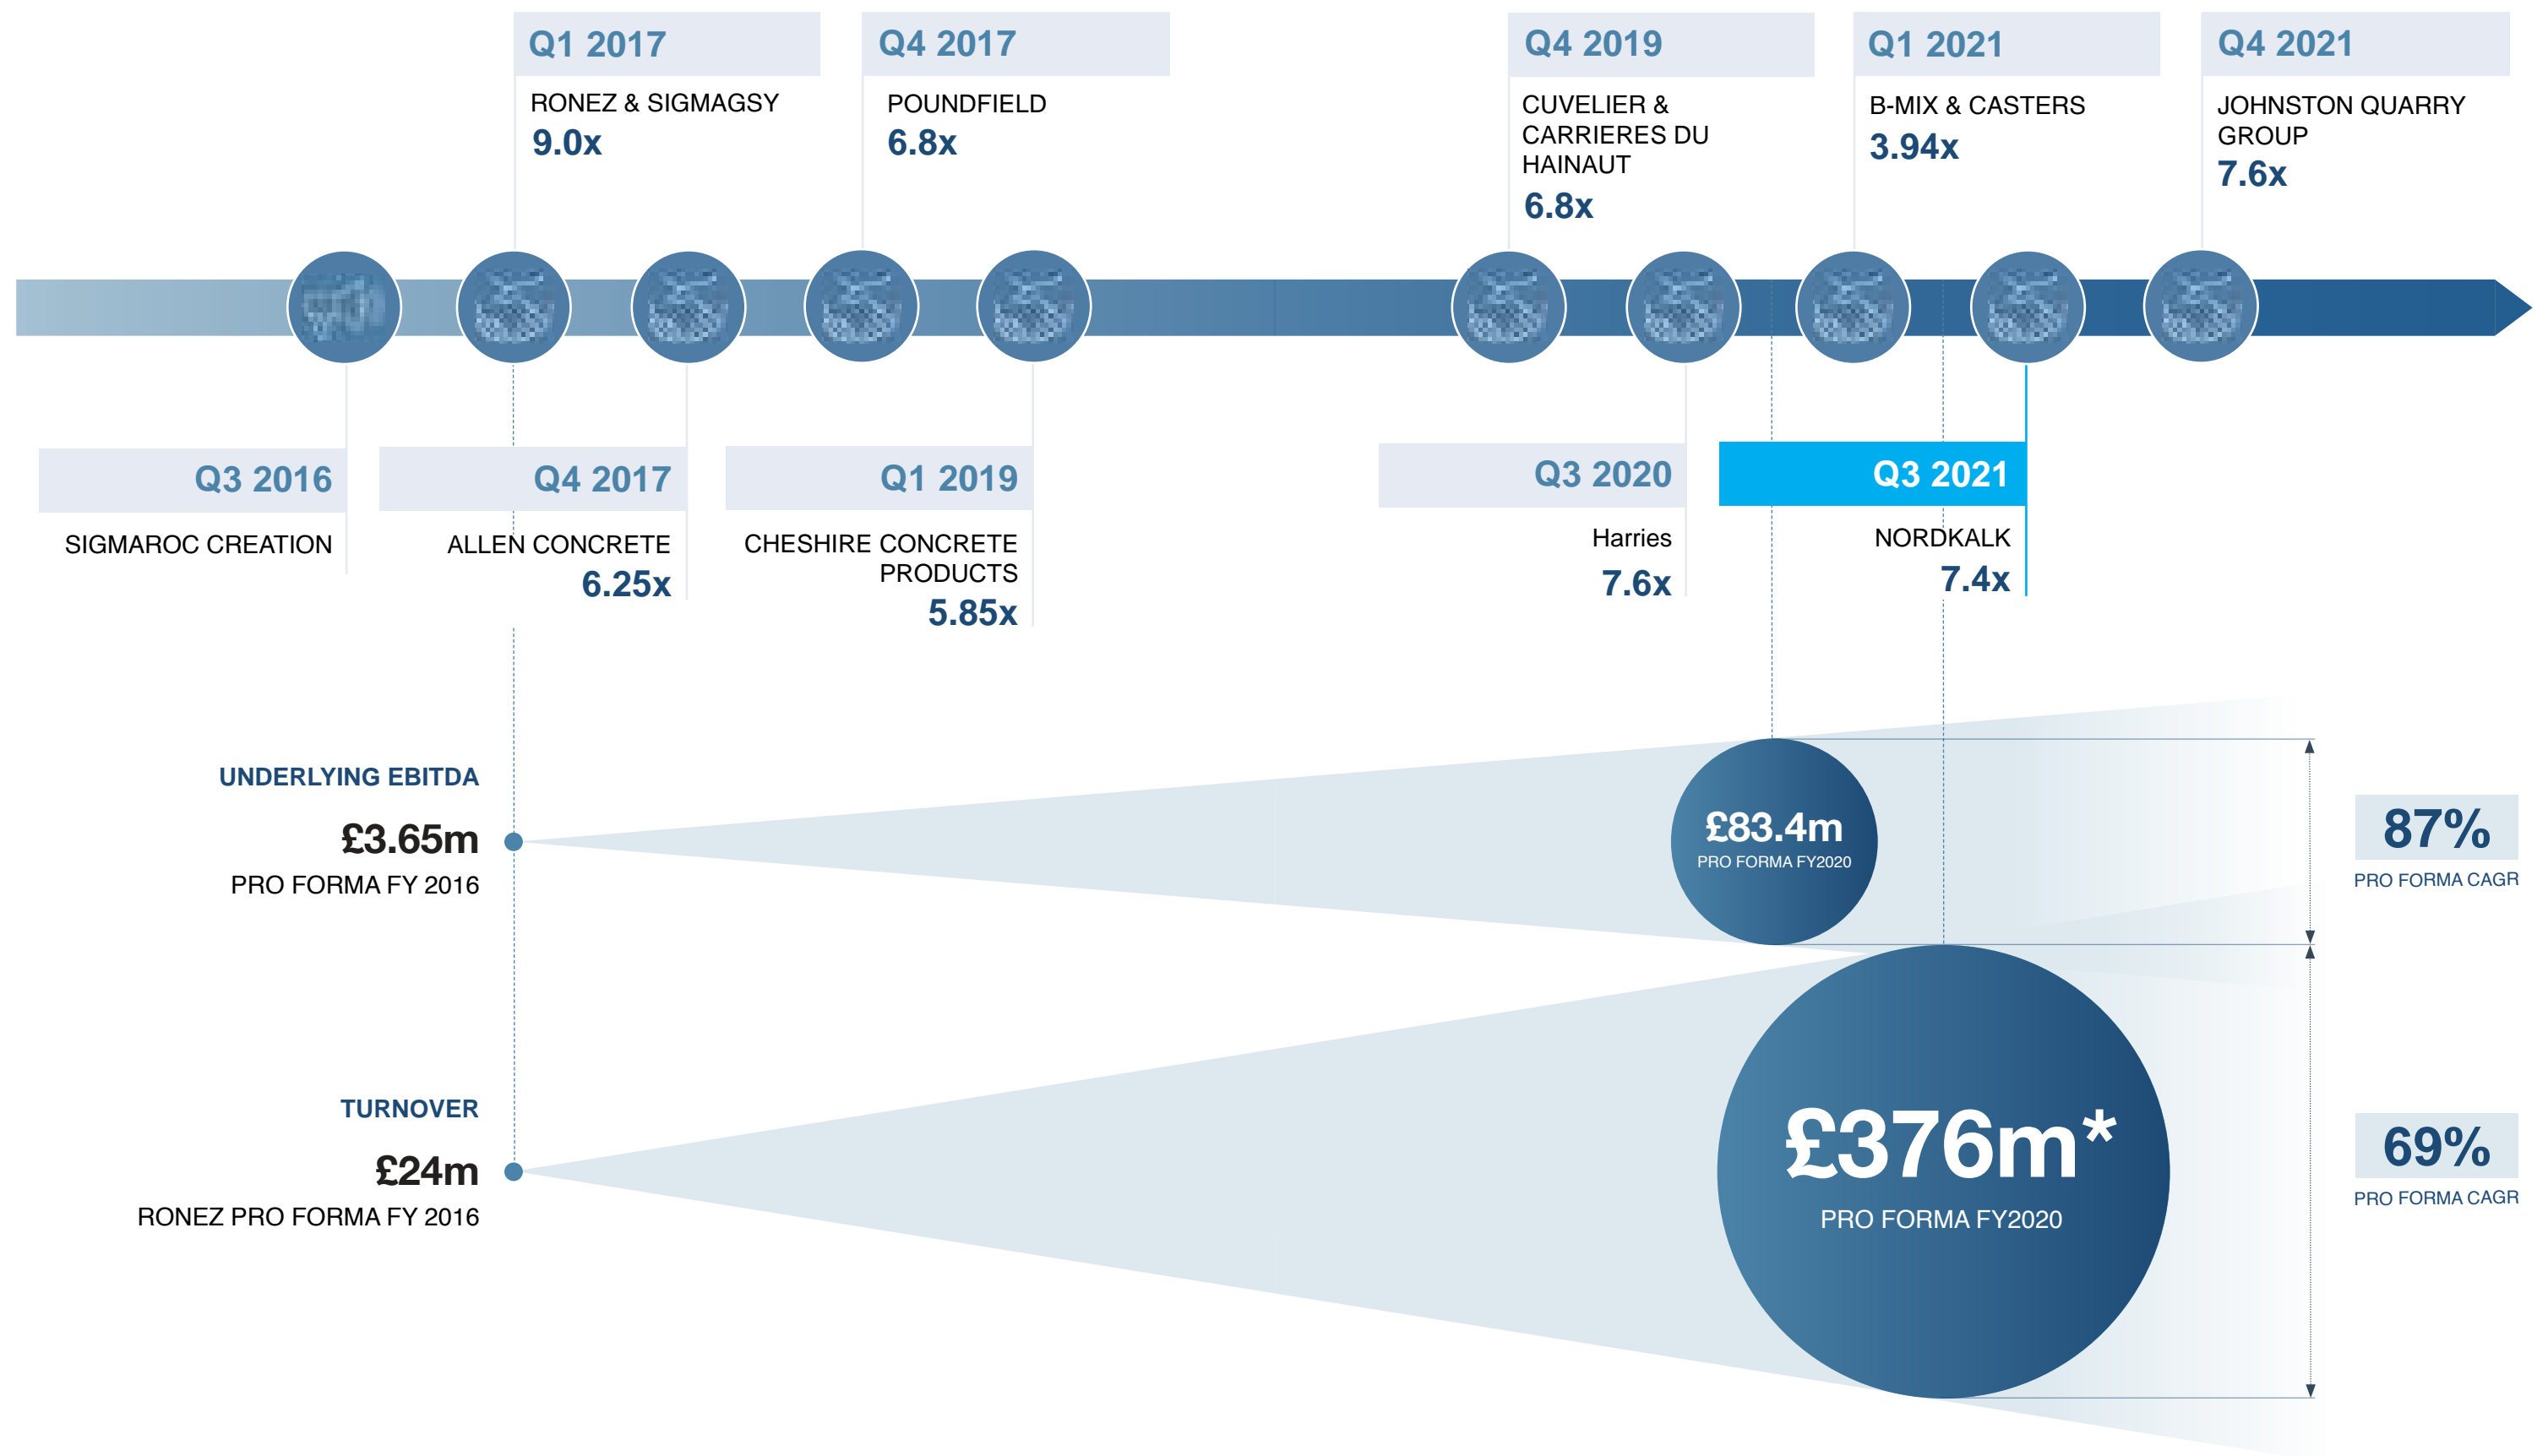 Q1 2017
RONEZ & SIGMAGSY
9.0x
Q4 2017
POUNDFIELD
6.8x
Q4 2019
CUVELIER &
CARRIERES DU
HAINAUT
6.8x
Q1 2021
B-MIX & CASTERS
3.94x
Q4 2021
JOHNSTON QUARRY
GROUP
7.6x
Q3 2016
SIGMAROC CREATION
Q4 2017
ALLEN CONCRETE
6.25x
Q1 2019
CHESHIRE CONCRETE
PRODUCTS
5.85x
Q3 2020
Harries
7.6x
Q3 2021
NORDKALK
7.4x
UNDERLYING EBITDA
£3.65m
PRO FORMA FY 2016
£83.4m
PRO FORMA FY2020
87%
PRO FORMA CAGR
TURNOVER
£24m
RONEZ PRO FORMA FY 2016
£376m*
PRO FORMA FY2020
69%
PRO FORMA CAGR